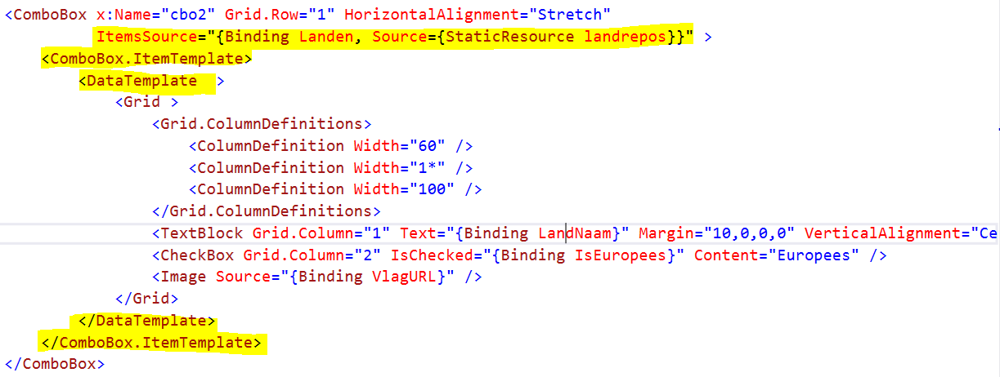 <ComboBox x:Name="cbo2" Grid.Row="1" HorizontalAlignment="Stretch"
ItemsSource="{Binding Landen, Source={StaticResource landrepos}}" >
<ComboBox.ItemTemplate>
<DataTemplate >
<Grid >
<Grid.ColumnDefinitions>
<ColumnDefinition Width="60" />
<ColumnDefinition Width="1*" />
<ColumnDefinition Width="100" />
</Grid.ColumnDefinitions>
<TextBlock Grid.Column="1" Text="{Binding LandNaam}" Margin="10,0,0,0" VerticalAlignment="Ce
<CheckBox Grid.Column="2" IsChecked="{Binding IsEuropees}" Content="Europees" />
<Image Source="{Binding VlagURL}" />
</Grid>
</DataTemplate>
</ComboBox.ItemTemplate>
</ComboBox>